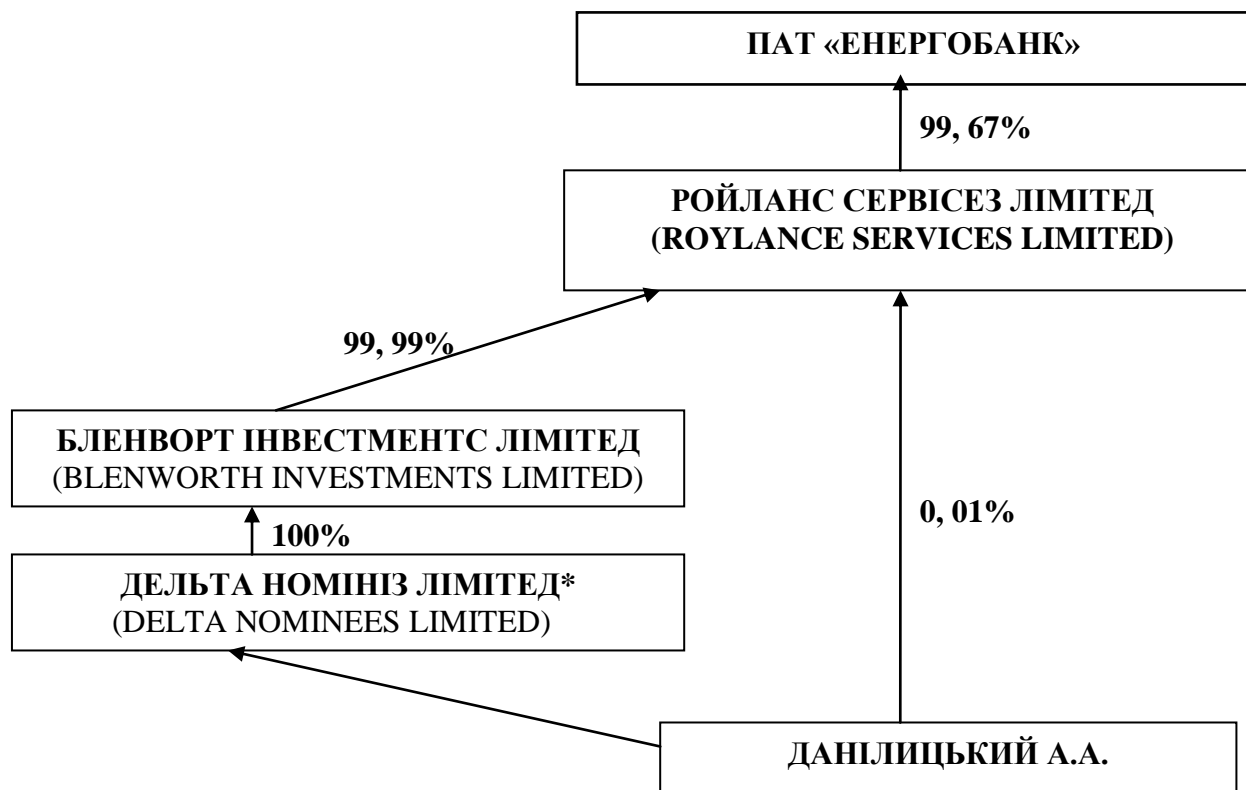 ПАТ «ЕНЕРГОБАНК»
99, 67%
РОЙЛАНС СЕРВІСЕЗ ЛІМІТЕД
(ROYLANCE SERVICES LIMITED)
99, 99%
БЛЕНВОРТ ІНВЕСТМЕНТС ЛІМІТЕД
(BLENWORTH INVESTMENTS LIMITED)
0, 01%
100%
ДЕЛЬТА НОМІНІЗ ЛІМІТЕД*
(DELTA NOMINEES LIMITED)
ДАНІЛИЦЬКИЙ А.А.